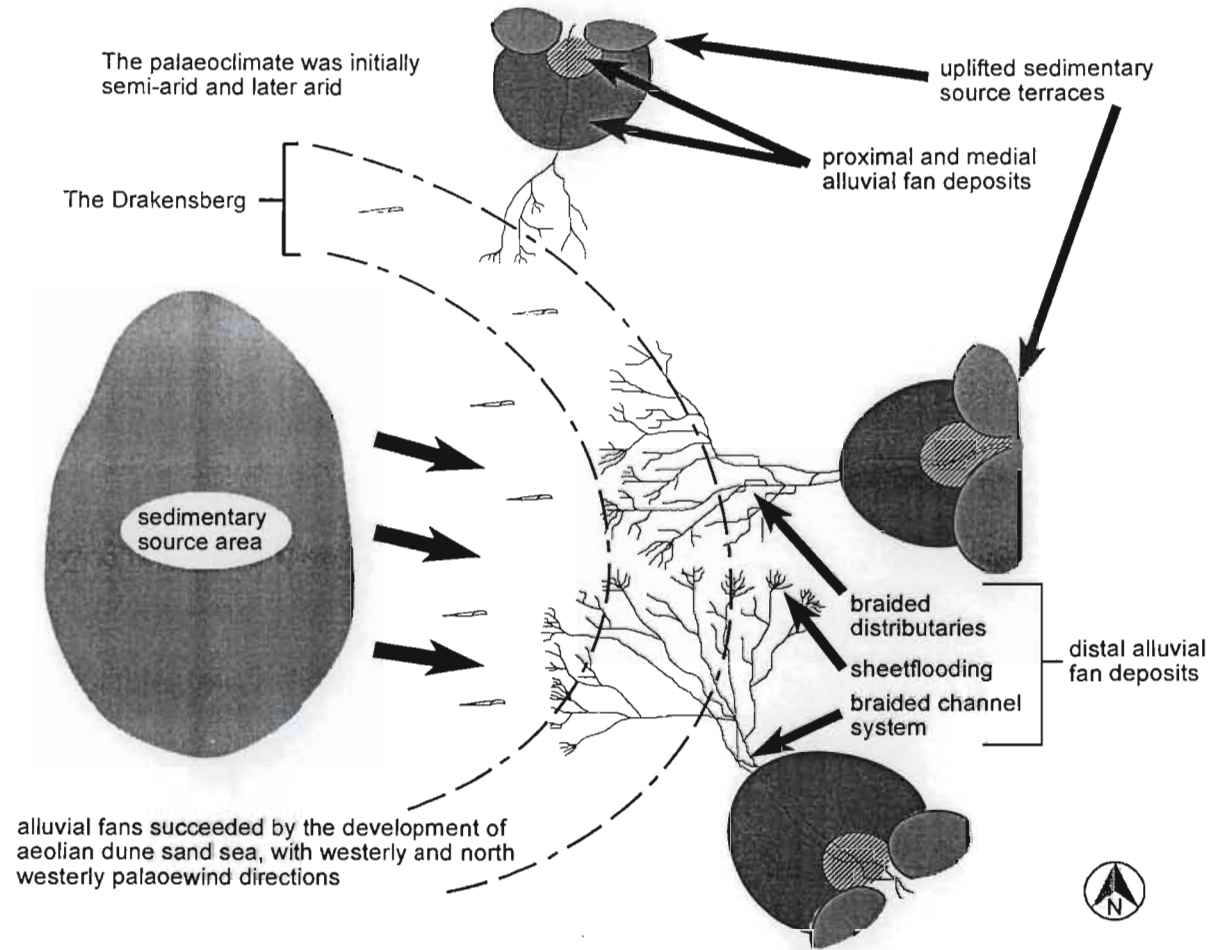 The palaeoclimate was initially
semi-arid and later arid
uplifted sedimentary
source terraces
proximal and medial
alluvial fan deposits
The Drakensberg
sedimentary
source area
braided
distributaries
sheetflooding
braided channel
system
distal alluvial
fan deposits
alluvial fans succeeded by the development of
aeolian dune sand sea, with westerly and north
westerly palaoewind directions
N